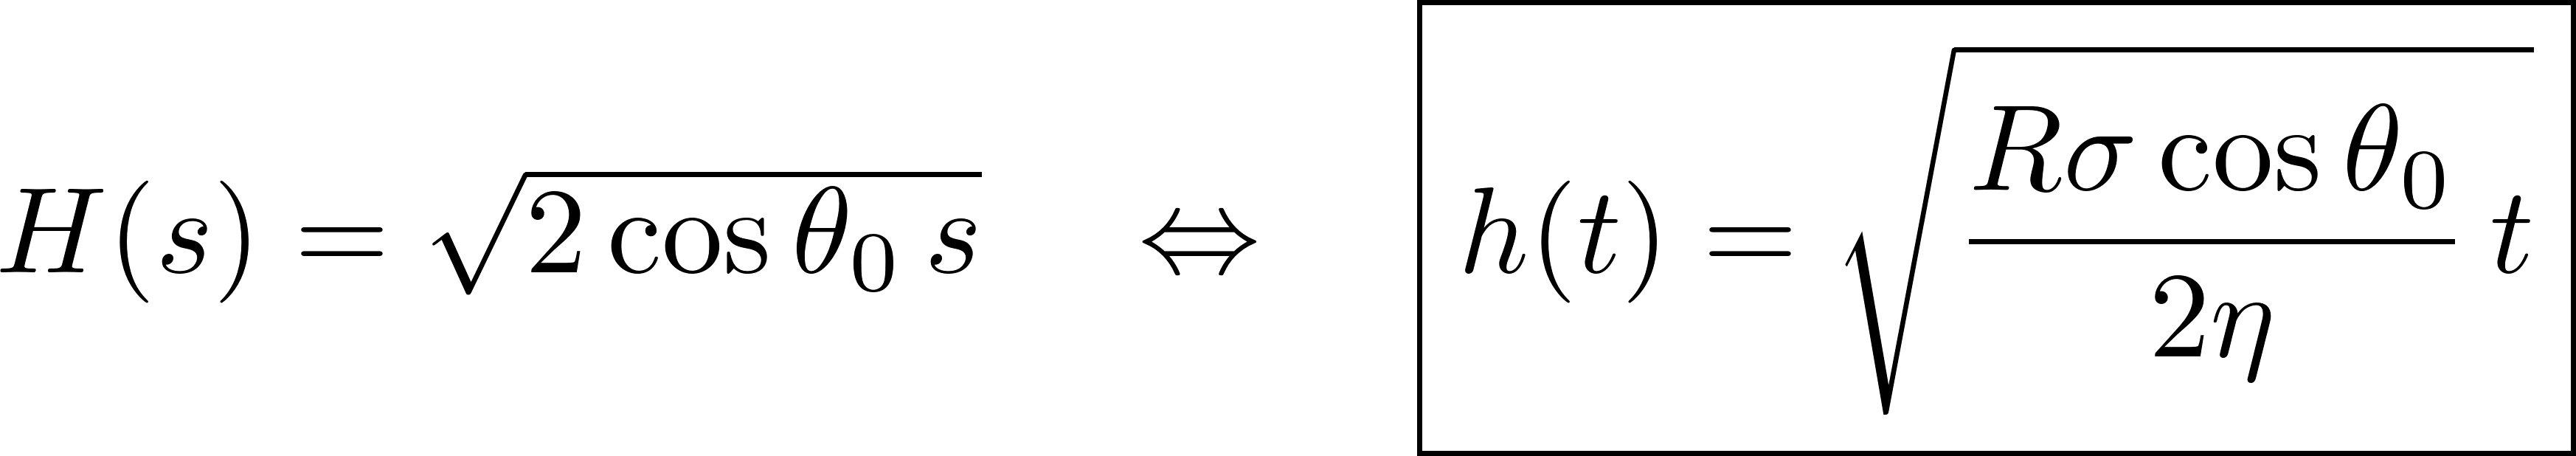 H(s) = √(2 cos θ₀ s) ⇔ h(t) = √((Rσ cos θ₀)/(2η) t)